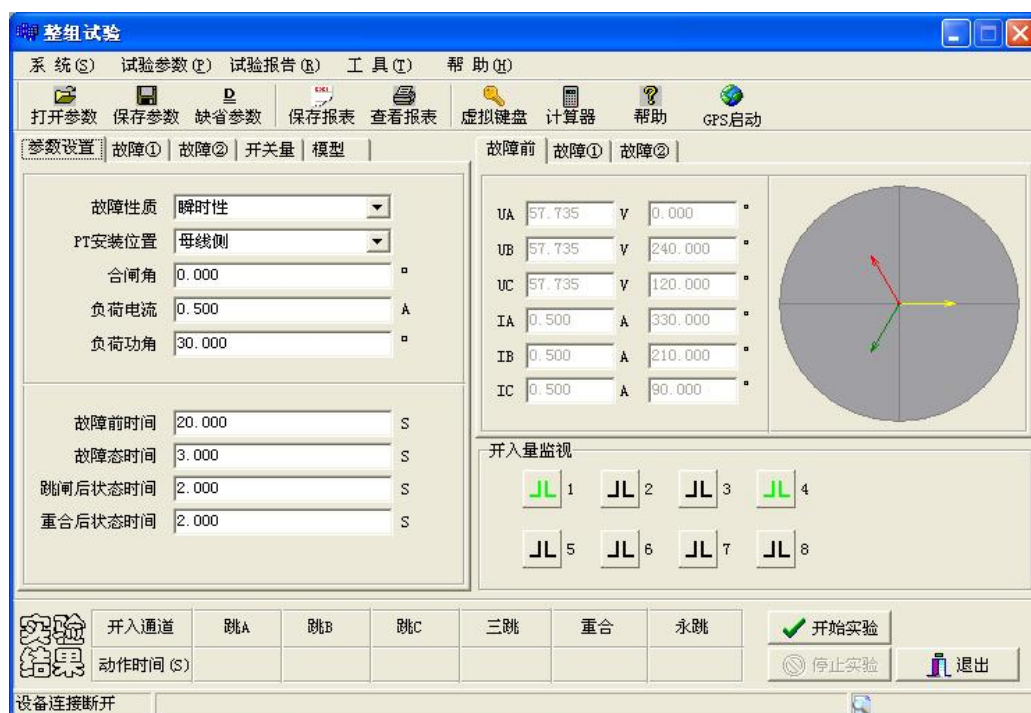 整组试验
系 统(S) 试验参数(P) 试验报告(R) 工 具(T) 帮 助(H)
打开参数 保存参数 缺省参数 保存报表 查看报表 虚拟键盘 计算器 帮助 GPS启动
参数设置 故障① 故障② 开关量 模型
故障性质 瞬时性
PT安装位置 母线侧
合闸角 0.000 °
负荷电流 0.500 A
负荷功角 30.000 °
故障前时间 20.000 S
故障态时间 3.000 S
跳闸后状态时间 2.000 S
重合后状态时间 2.000 S
故障前 故障① 故障②
UA 57.735 V 0.000 °
UB 57.735 V 240.000 °
UC 57.735 V 120.000 °
IA 0.500 A 330.000 °
IB 0.500 A 210.000 °
IC 0.500 A 90.000 °
开入量监视
1 2 3 4
5 6 7 8
实验
结果
开入通道 跳A 跳B 跳C 三跳 重合 永跳
动作时间(S)
开始实验
停止实验 退出
设备连接断开